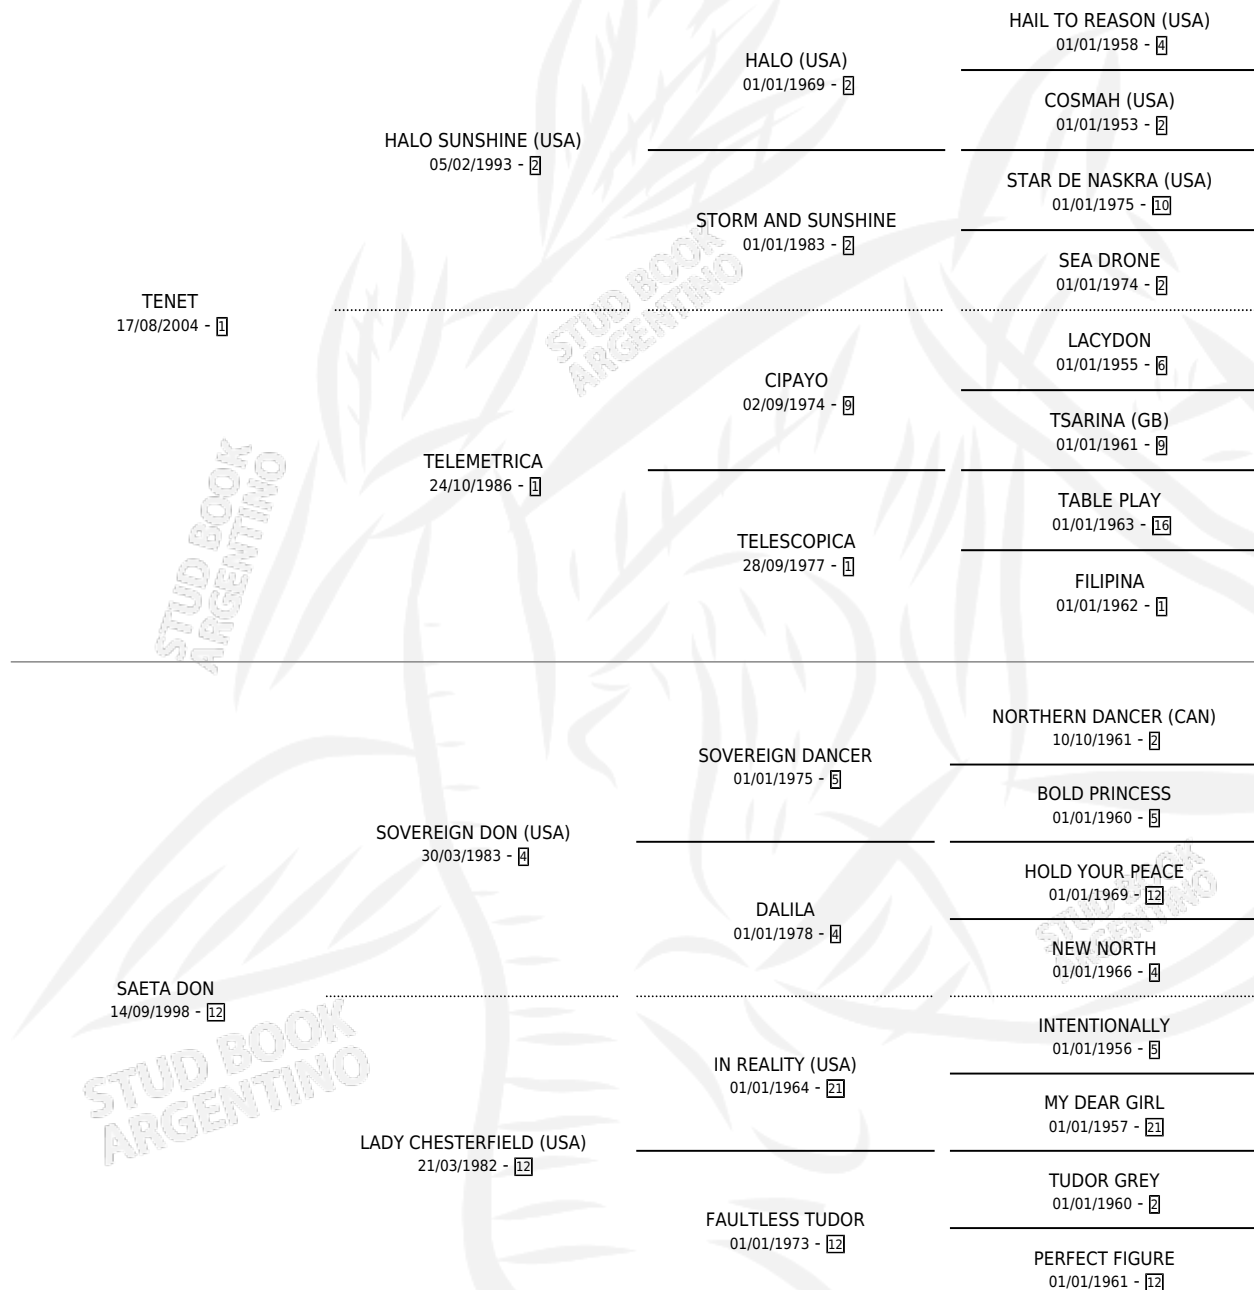 HAIL TO REASON (USA)
01/01/1958 - 4
HALO (USA)
01/01/1969 - 2
COSMAH (USA)
01/01/1953 - 2
HALO SUNSHINE (USA)
05/02/1993 - 2
STAR DE NASKRA (USA)
01/01/1975 - 10
STORM AND SUNSHINE
01/01/1983 - 2
SEA DRONE
01/01/1974 - 2
TENET
17/08/2004 - 1
LACYDON
01/01/1955 - 6
CIPAYO
02/09/1974 - 9
TSARINA (GB)
01/01/1961 - 9
TELEMETRICA
24/10/1986 - 1
TABLE PLAY
01/01/1963 - 16
TELESCOPICA
28/09/1977 - 1
FILIPINA
01/01/1962 - 1
NORTHERN DANCER (CAN)
10/10/1961 - 2
SOVEREIGN DANCER
01/01/1975 - 5
BOLD PRINCESS
01/01/1960 - 5
SOVEREIGN DON (USA)
30/03/1983 - 4
HOLD YOUR PEACE
01/01/1969 - 12
DALILA
01/01/1978 - 4
NEW NORTH
01/01/1966 - 4
SAETA DON
14/09/1998 - 12
INTENTIONALLY
01/01/1956 - 5
IN REALITY (USA)
01/01/1964 - 21
MY DEAR GIRL
01/01/1957 - 21
LADY CHESTERFIELD (USA)
21/03/1982 - 12
TUDOR GREY
01/01/1960 - 2
FAULTLESS TUDOR
01/01/1973 - 12
PERFECT FIGURE
01/01/1961 - 12
STUD BOOK
ARGENTINO
STUD BOOK
ARGENTINO
STUD BOOK
ARGENTINO
STUD BOOK
ARGENTINO